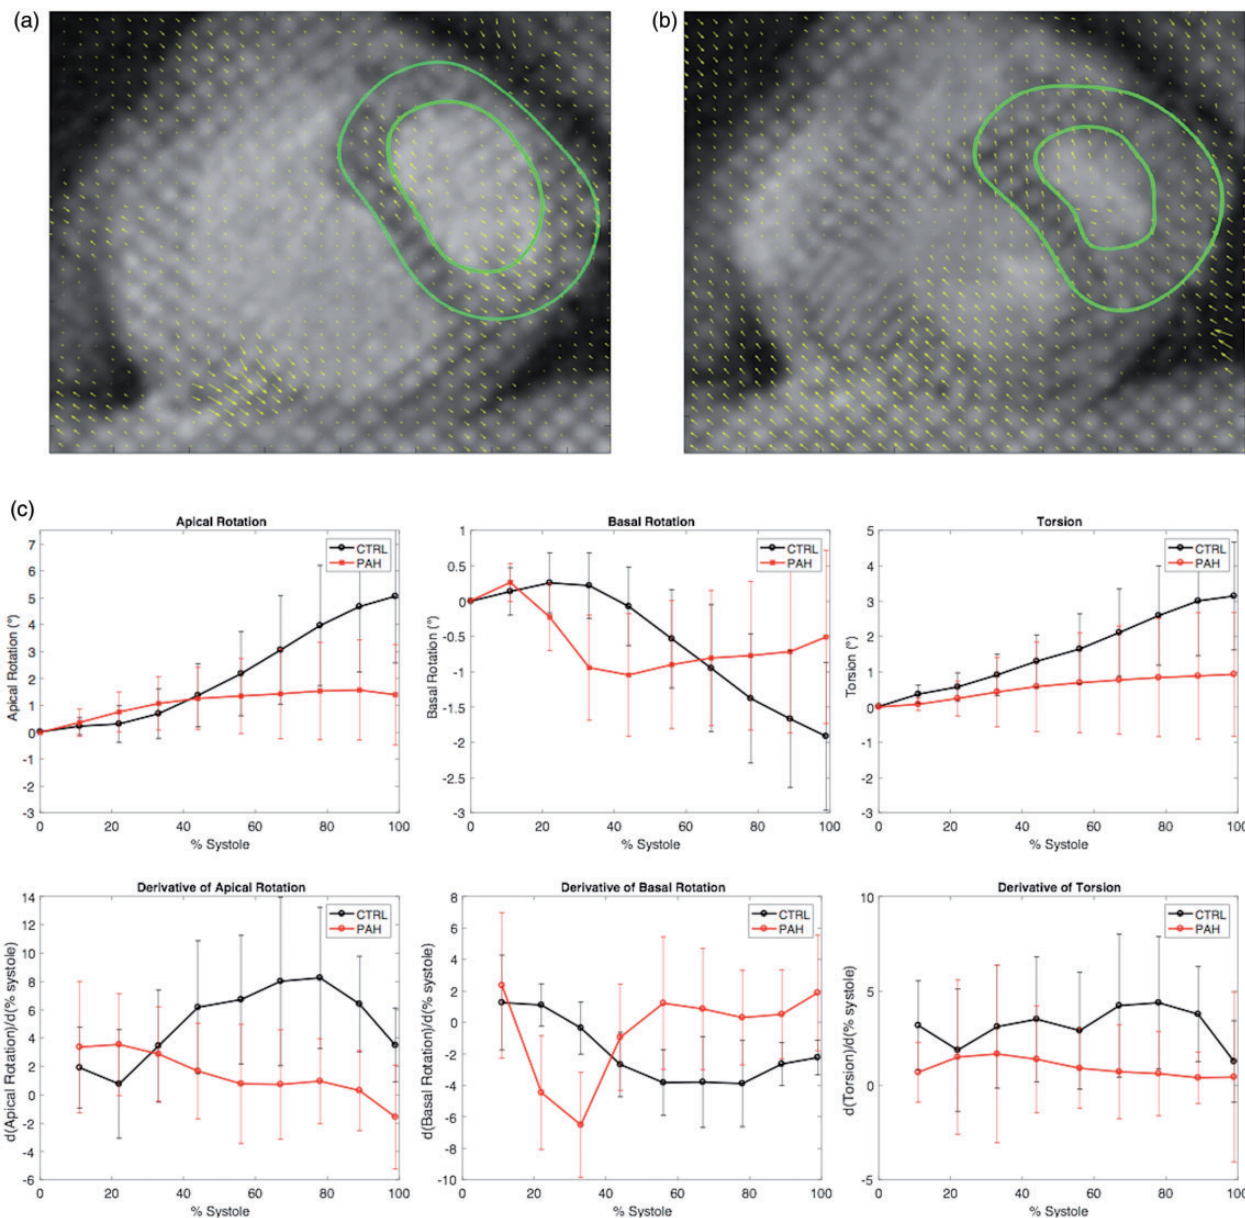 (a)
(b)
(c)
Apical Rotation
CTRL
PAH
Apical Rotation (°)
7
6
5
4
3
2
1
0
-1
-2
-3
0 20 40 60 80 100
% Systole
Basal Rotation
CTRL
PAH
Basal Rotation (°)
1
0.5
0
-0.5
-1
-1.5
-2
-2.5
-3
0 20 40 60 80 100
% Systole
Torsion
CTRL
PAH
Torsion (°)
5
4
3
2
1
0
-1
-2
-3
0 20 40 60 80 100
% Systole
Derivative of Apical Rotation
CTRL
PAH
d(Apical Rotation)/d(% systole)
14
12
10
8
6
4
2
0
-2
-4
-6
0 20 40 60 80 100
% Systole
Derivative of Basal Rotation
CTRL
PAH
d(Basal Rotation)/d(% systole)
8
6
4
2
0
-2
-4
-6
-8
-10
0 20 40 60 80 100
% Systole
Derivative of Torsion
CTRL
PAH
d(Torsion)/d(% systole)
10
5
0
-5
0 20 40 60 80 100
% Systole